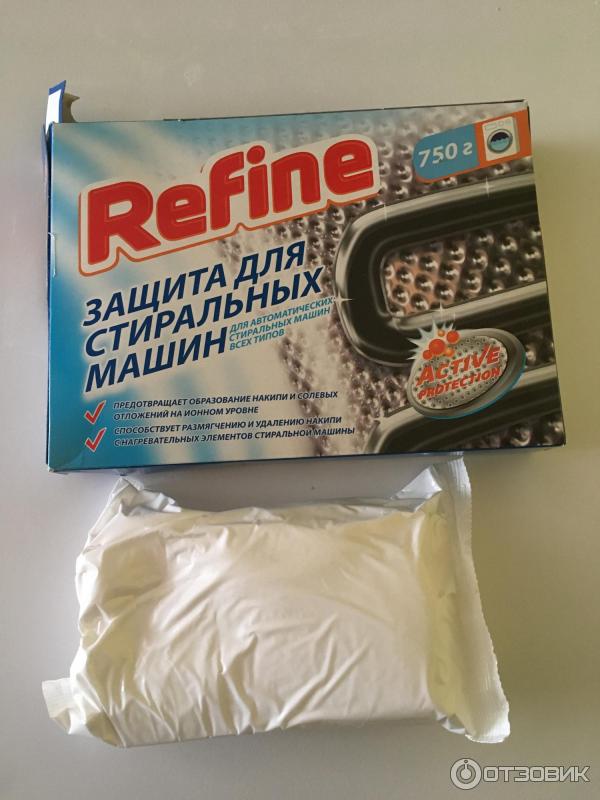 Refine
750 г
ЗАЩИТА ДЛЯ
СТИРАЛЬНЫХ
МАШИН
ДЛЯ АВТОМАТИЧЕСКИХ
СТИРАЛЬНЫХ МАШИН
ВСЕХ ТИПОВ
ACTIVE
PROTECTION
ПРЕДОТВРАЩАЕТ ОБРАЗОВАНИЕ НАКИПИ И СОЛЕВЫХ
ОТЛОЖЕНИЙ НА ИОННОМ УРОВНЕ
СПОСОБСТВУЕТ РАЗМЯГЧЕНИЮ И УДАЛЕНИЮ НАКИПИ
С НАГРЕВАТЕЛЬНЫХ ЭЛЕМЕНТОВ СТИРАЛЬНОЙ МАШИНЫ
ОТЗОВИК